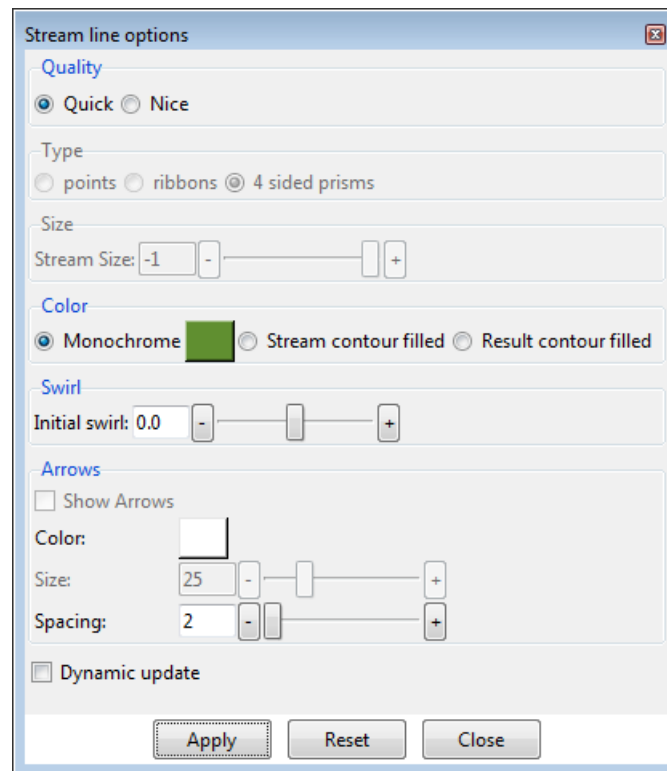 Stream line options
Quality
Quick Nice
Type
points ribbons 4 sided prisms
Size
Stream Size: -1 - +
Color
Monochrome Stream contour filled Result contour filled
Swirl
Initial swirl: 0.0 - +
Arrows
Show Arrows
Color:
Size: 25 - +
Spacing: 2 - +
Dynamic update
Apply Reset Close